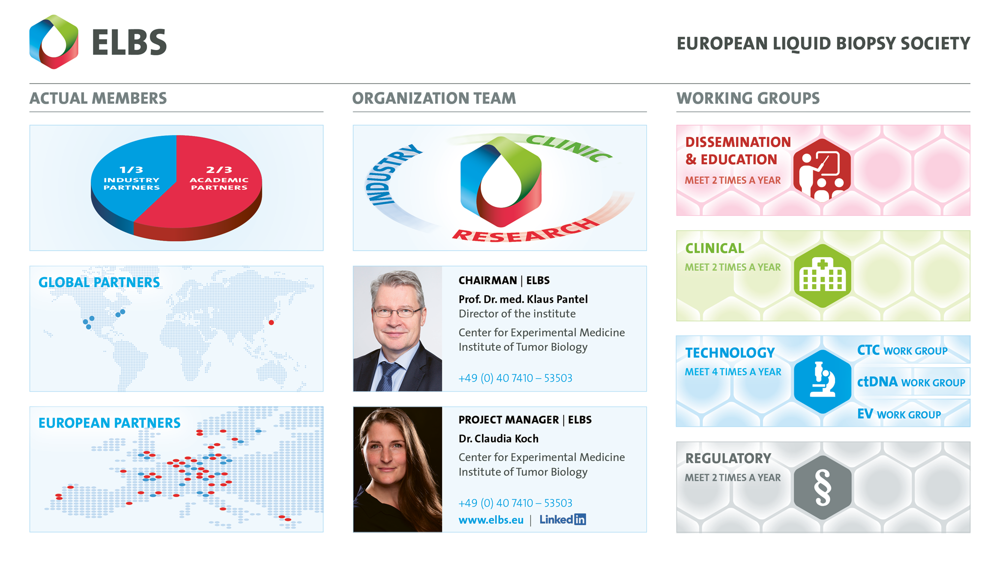 ELBS
EUROPEAN LIQUID BIOPSY SOCIETY
ACTUAL MEMBERS
1/3
INDUSTRY
PARTNERS
2/3
ACADEMIC
PARTNERS
GLOBAL PARTNERS
EUROPEAN PARTNERS
ORGANIZATION TEAM
INDUSTRY
CLINIC
RESEARCH
CHAIRMAN | ELBS
Prof. Dr. med. Klaus Pantel
Director of the institute
Center for Experimental Medicine
Institute of Tumor Biology
+49 (0) 40 7410 – 53503
PROJECT MANAGER | ELBS
Dr. Claudia Koch
Center for Experimental Medicine
Institute of Tumor Biology
+49 (0) 40 7410 – 53503
www.elbs.eu | Linkedin
WORKING GROUPS
DISSEMINATION
& EDUCATION
MEET 2 TIMES A YEAR
CLINICAL
MEET 2 TIMES A YEAR
TECHNOLOGY
MEET 4 TIMES A YEAR
CTC WORK GROUP
ctDNA WORK GROUP
EV WORK GROUP
REGULATORY
MEET 2 TIMES A YEAR
§